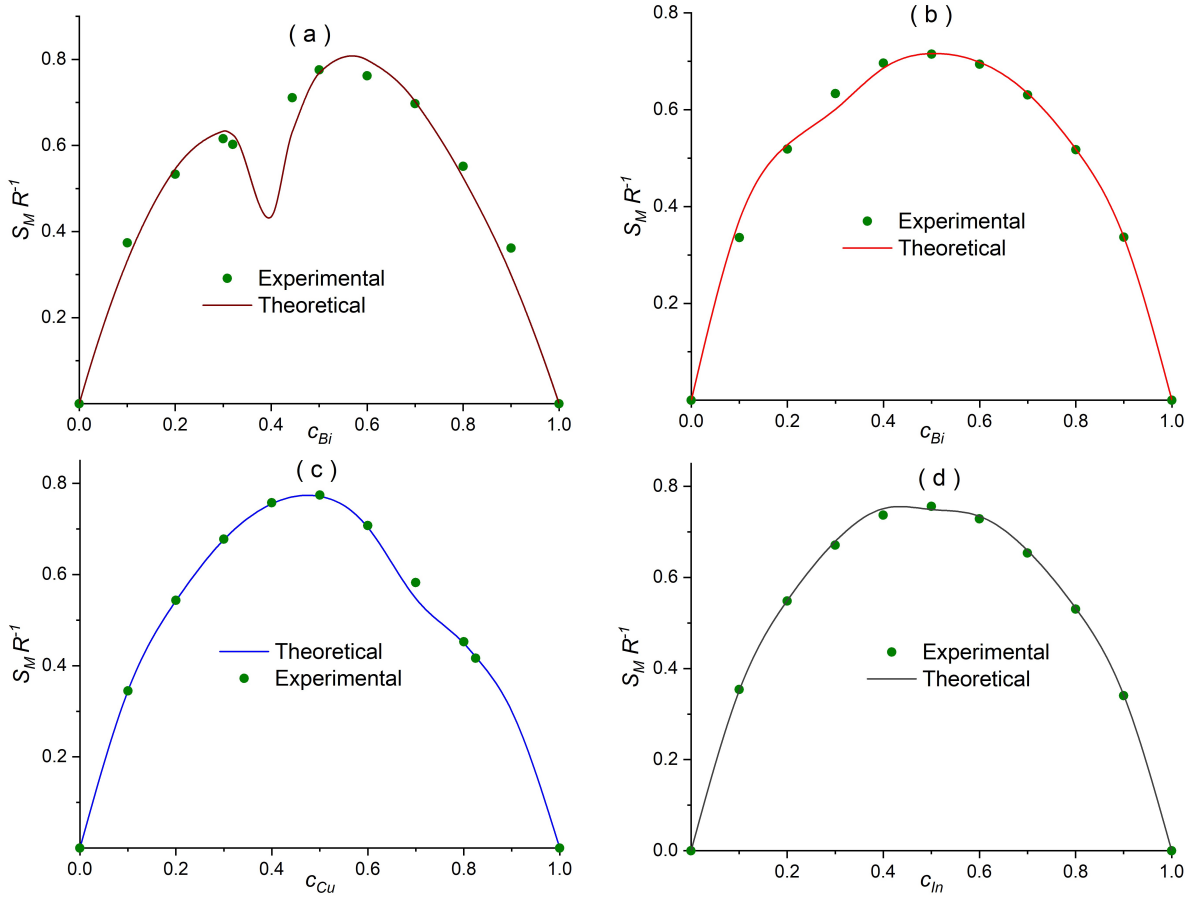 ( a )
0.8
0.6
0.4
0.2
S_M R^-1
Experimental
Theoretical
0.0 0.2 0.4 0.6 0.8 1.0
c_Bi
( b )
0.8
0.6
0.4
0.2
S_M R^-1
Experimental
Theoretical
0.0 0.2 0.4 0.6 0.8 1.0
c_Bi
( c )
0.8
0.6
0.4
0.2
S_M R^-1
Theoretical
Experimental
0.0 0.2 0.4 0.6 0.8 1.0
c_Cu
( d )
0.8
0.6
0.4
0.2
0.0
S_M R^-1
Experimental
Theoretical
0.2 0.4 0.6 0.8 1.0
c_In